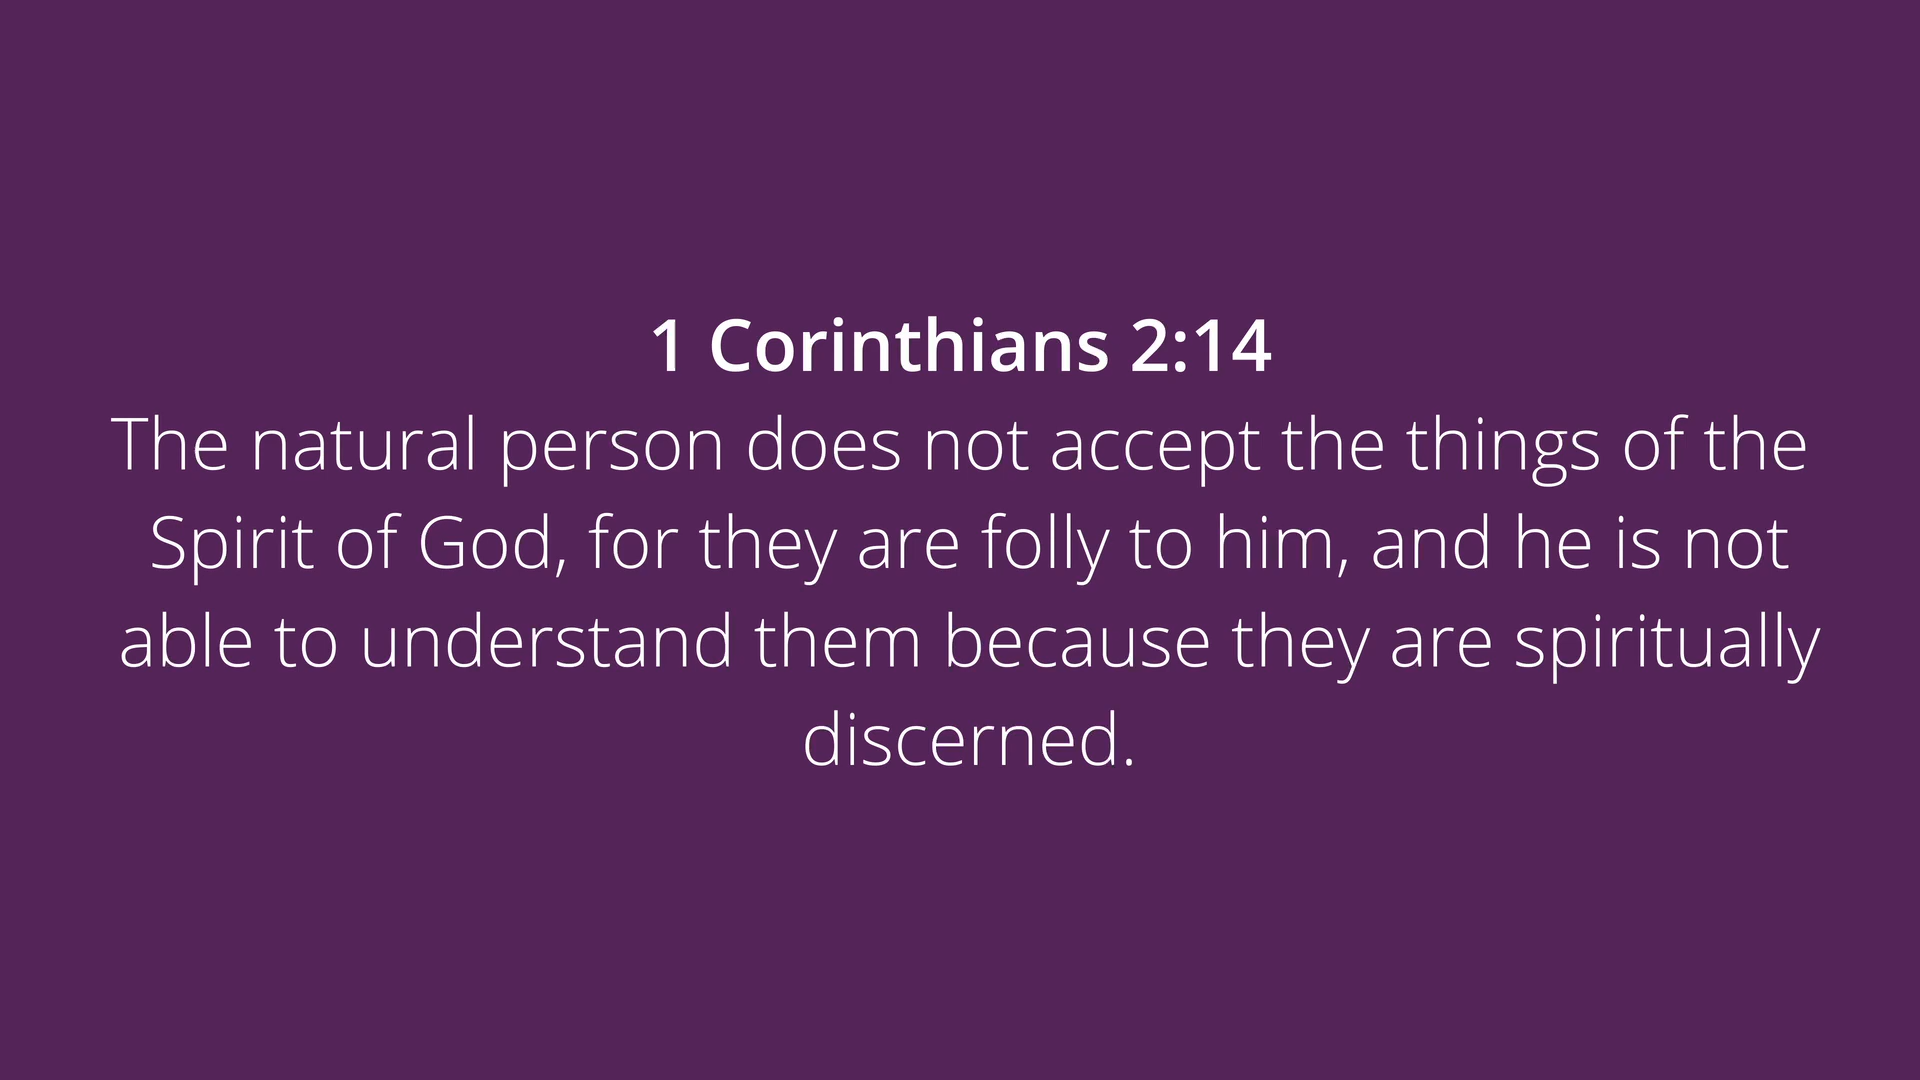 1 Corinthians 2:14
The natural person does not accept the things of the
Spirit of God, for they are folly to him, and he is not
able to understand them because they are spiritually
discerned.